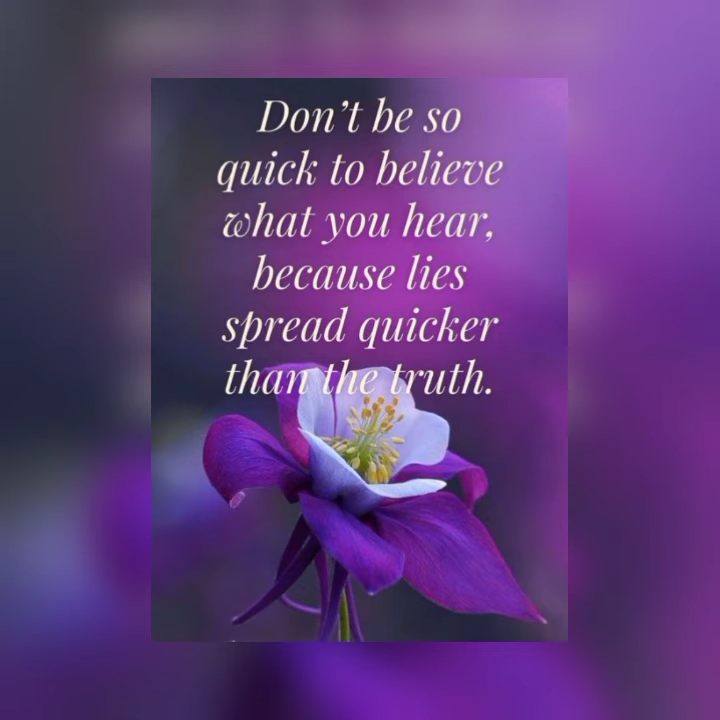 Don’t be so
quick to believe
what you hear,
because lies
spread quicker
than the truth.